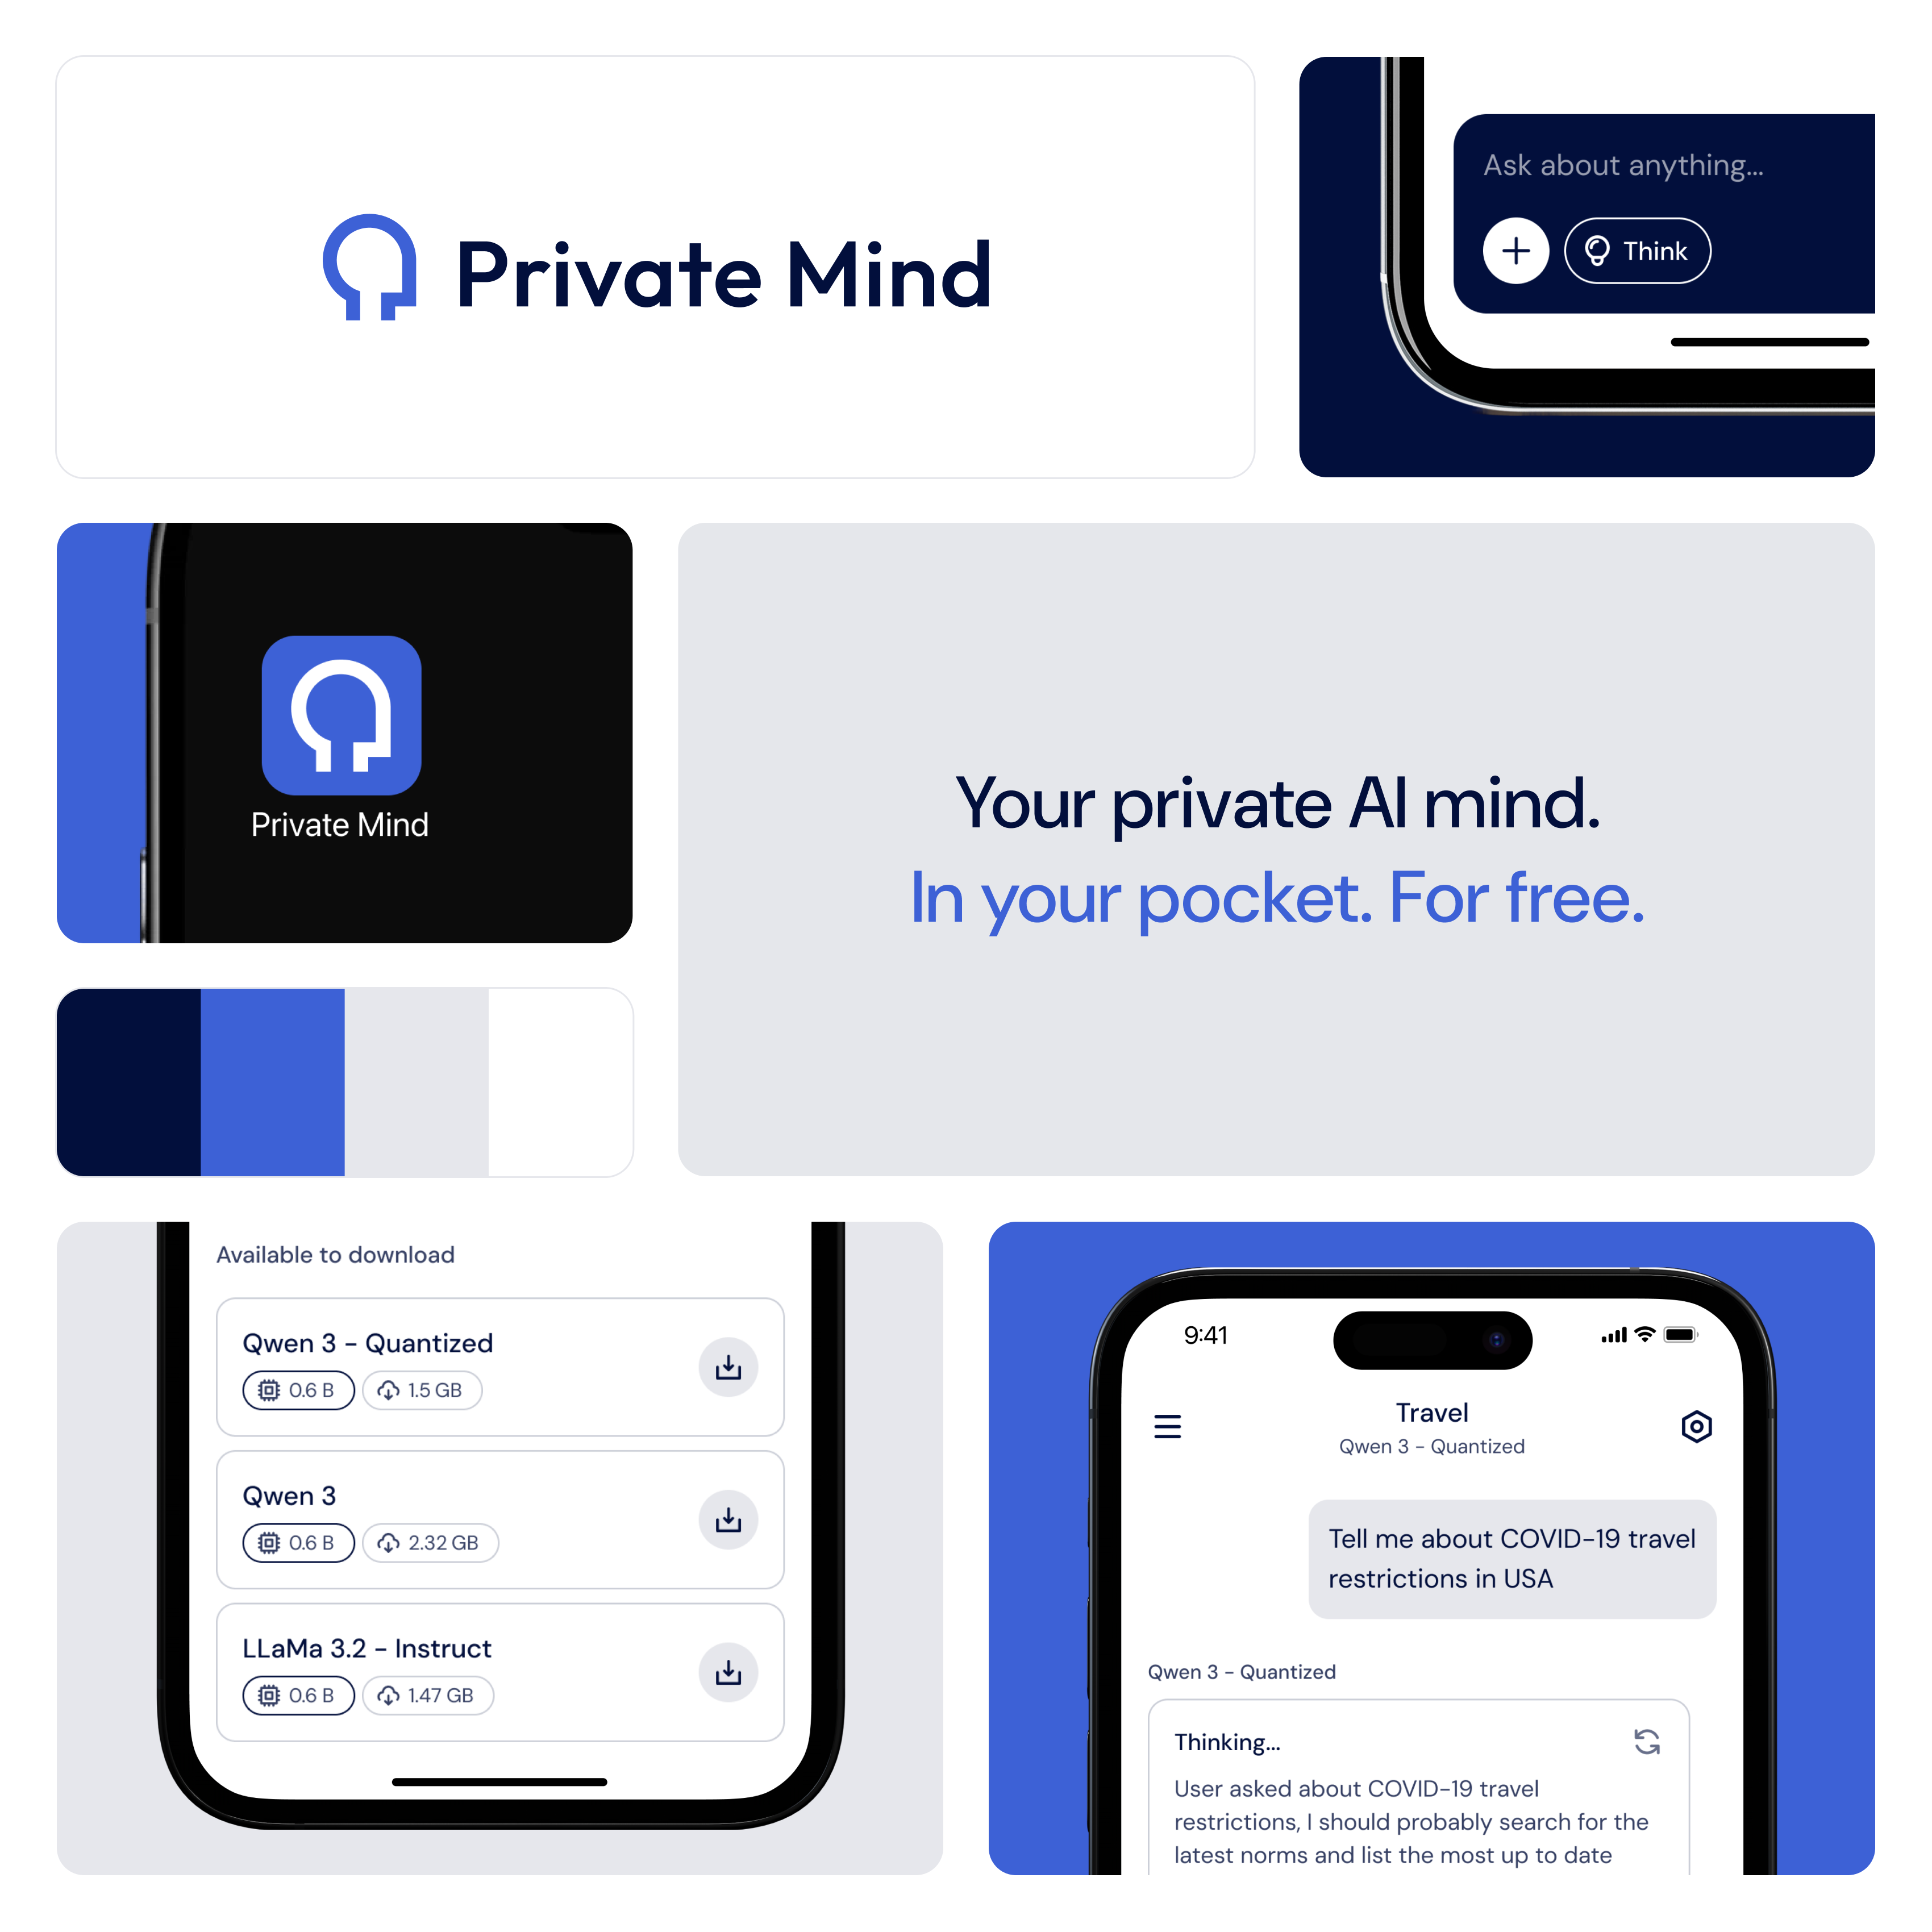 Private Mind
Ask about anything...
Think
Private Mind
Your private AI mind.
In your pocket. For free.
Available to download
Qwen 3 - Quantized
0.6 B
1.5 GB
Qwen 3
0.6 B
2.32 GB
LLaMa 3.2 - Instruct
0.6 B
1.47 GB
9:41
Travel
Qwen 3 - Quantized
Tell me about COVID-19 travel
restrictions in USA
Qwen 3 - Quantized
Thinking...
User asked about COVID-19 travel
restrictions, I should probably search for the
latest norms and list the most up to date